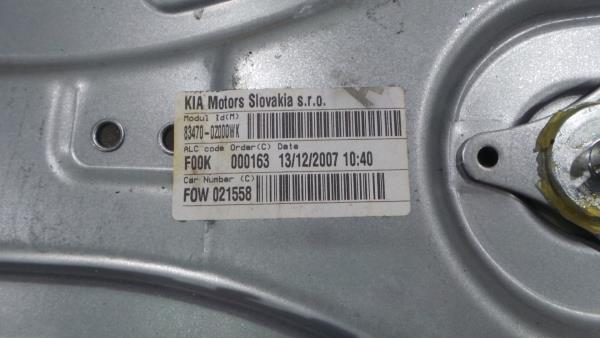 KIA Motors Slovakia s.r.o.
Modul Id(M)
83470-0Z000WK
ALC code Order(C) Date
F00K 000163 13/12/2007 10:40
Car Number (C)
FOW 021558